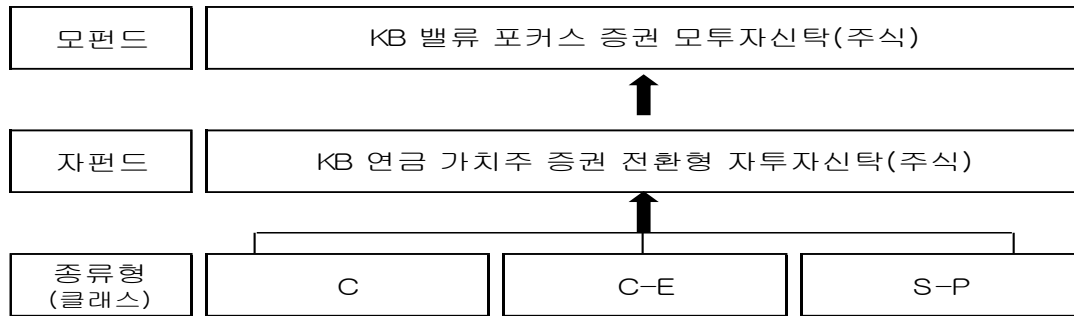 모펀드
KB 밸류 포커스 증권 모투자신탁(주식)
자펀드
KB 연금 가치주 증권 전환형 자투자신탁(주식)
종류형
(클래스)
C
C-E
S-P